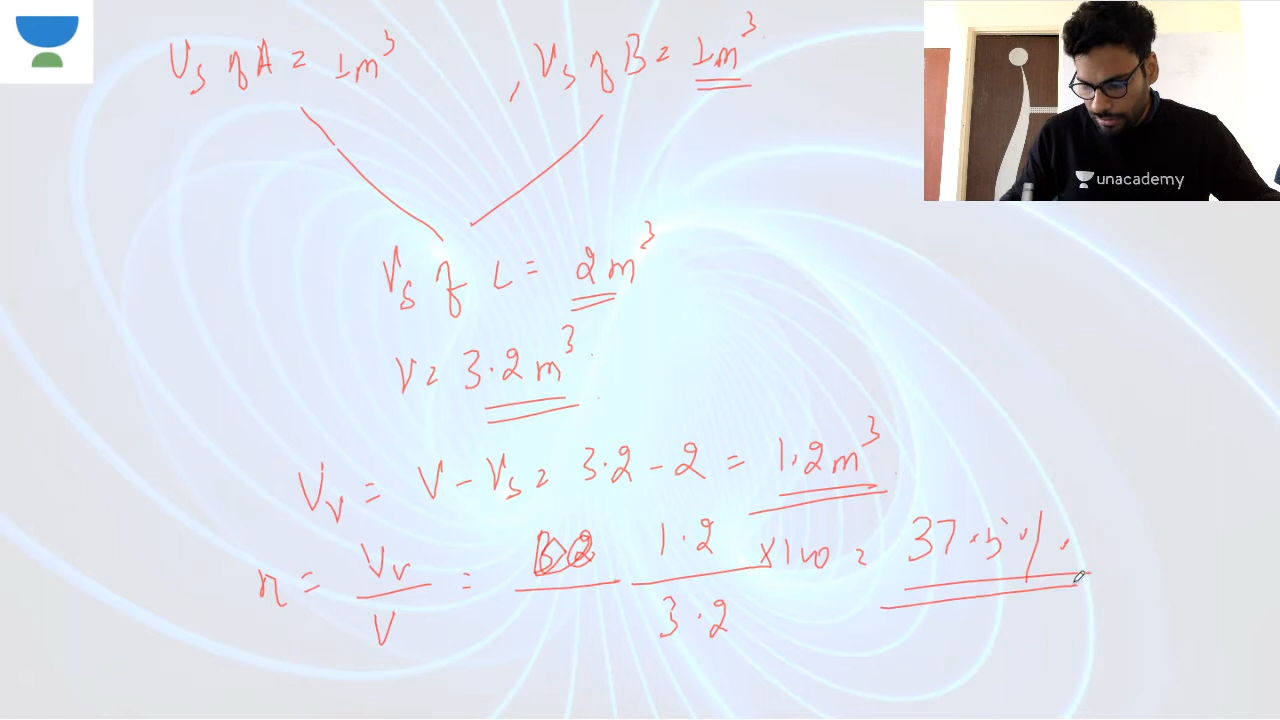 Vs of A = 1m³ , Vs of B = 1m³
unacademy
Vs of C = 2m³
V = 3.2m³
Vv = V - Vs = 3.2 - 2 = 1.2m³
n = Vv/V = 1.2/3.2 x100 = 37.5%